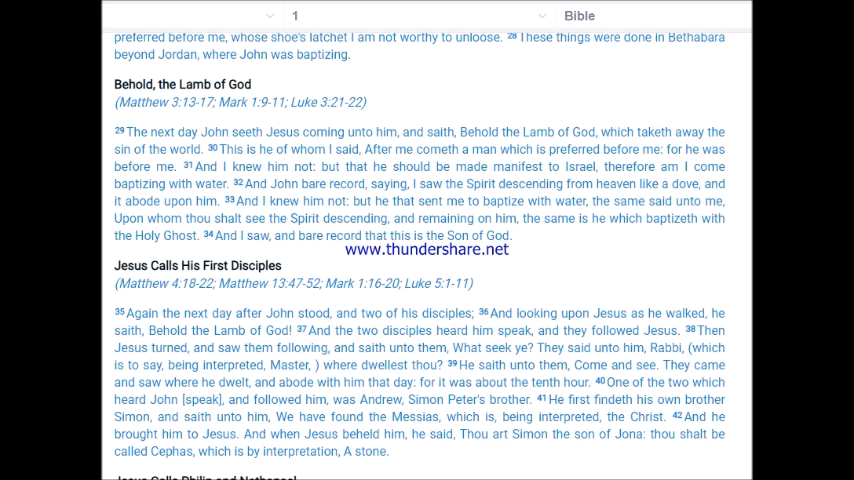 1
Bible
preferred before me, whose shoe's latchet I am not worthy to unloose. 28 These things were done in Bethabara
beyond Jordan, where John was baptizing.
Behold, the Lamb of God
(Matthew 3:13-17; Mark 1:9-11; Luke 3:21-22)
29 The next day John seeth Jesus coming unto him, and saith, Behold the Lamb of God, which taketh away the
sin of the world. 30 This is he of whom I said, After me cometh a man which is preferred before me: for he was
before me. 31 And I knew him not: but that he should be made manifest to Israel, therefore am I come
baptizing with water. 32 And John bare record, saying, I saw the Spirit descending from heaven like a dove, and
it abode upon him. 33 And I knew him not: but he that sent me to baptize with water, the same said unto me,
Upon whom thou shalt see the Spirit descending, and remaining on him, the same is he which baptizeth with
the Holy Ghost. 34 And I saw, and bare record that this is the Son of God.
www.thundershare.net
Jesus Calls His First Disciples
(Matthew 4:18-22; Matthew 13:47-52; Mark 1:16-20; Luke 5:1-11)
35 Again the next day after John stood, and two of his disciples; 36 And looking upon Jesus as he walked, he
saith, Behold the Lamb of God! 37 And the two disciples heard him speak, and they followed Jesus. 38 Then
Jesus turned, and saw them following, and saith unto them, What seek ye? They said unto him, Rabbi, (which
is to say, being interpreted, Master, ) where dwellest thou? 39 He saith unto them, Come and see. They came
and saw where he dwelt, and abode with him that day: for it was about the tenth hour. 40 One of the two which
heard John [speak], and followed him, was Andrew, Simon Peter's brother. 41 He first findeth his own brother
Simon, and saith unto him, We have found the Messias, which is, being interpreted, the Christ. 42 And he
brought him to Jesus. And when Jesus beheld him, he said, Thou art Simon the son of Jona: thou shalt be
called Cephas, which is by interpretation, A stone.
Jesus Calls Philip and Nathanael